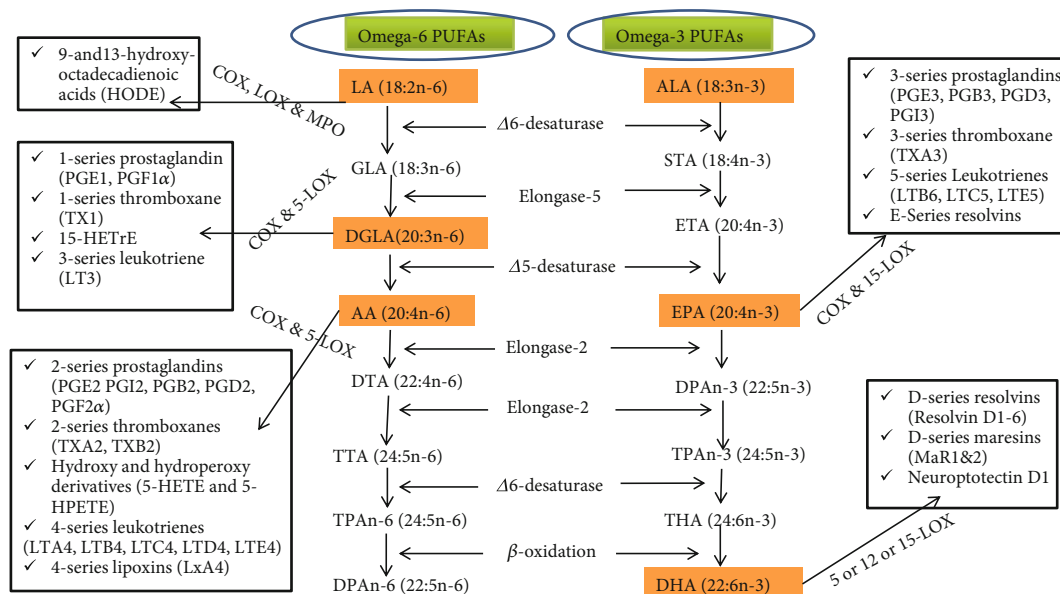 Omega-6 PUFAs
Omega-3 PUFAs
✓ 9-and13-hydroxy-
octadecadienoic
acids (HODE)
COX, LOX & MPO
LA (18:2n-6)
ALA (18:3n-3)
Δ6-desaturase
GLA (18:3n-6)
STA (18:4n-3)
Elongase-5
✓ 1-series prostaglandin
(PGE1, PGF1α)
✓ 1-series thromboxane
(TX1)
✓ 15-HETrE
✓ 3-series leukotriene
(LT3)
COX & 5-LOX
DGLA(20:3n-6)
ETA (20:4n-3)
Δ5-desaturase
AA (20:4n-6)
EPA (20:4n-3)
COX & 5-LOX
COX & 15-LOX
✓ 3-series prostaglandins
(PGE3, PGB3, PGD3,
PGI3)
✓ 3-series thromboxane
(TXA3)
✓ 5-series Leukotrienes
(LTB6, LTC5, LTE5)
✓ E-Series resolvins
Elongase-2
DTA (22:4n-6)
DPAn-3 (22:5n-3)
Elongase-2
TTA (24:5n-6)
TPAn-3 (24:5n-3)
Δ6-desaturase
TPAn-6 (24:5n-6)
THA (24:6n-3)
β-oxidation
DPAn-6 (22:5n-6)
DHA (22:6n-3)
✓ 2-series prostaglandins
(PGE2 PGI2, PGB2, PGD2,
PGF2α)
✓ 2-series thromboxanes
(TXA2, TXB2)
✓ Hydroxy and hydroperoxy
derivatives (5-HETE and 5-
HPETE)
✓ 4-series leukotrienes
(LTA4, LTB4, LTC4, LTD4, LTE4)
✓ 4-series lipoxins (LxA4)
✓ D-series resolvins
(Resolvin D1-6)
✓ D-series maresins
(MaR1&2)
✓ Neuroptotectin D1
5 or 12 or 15-LOX